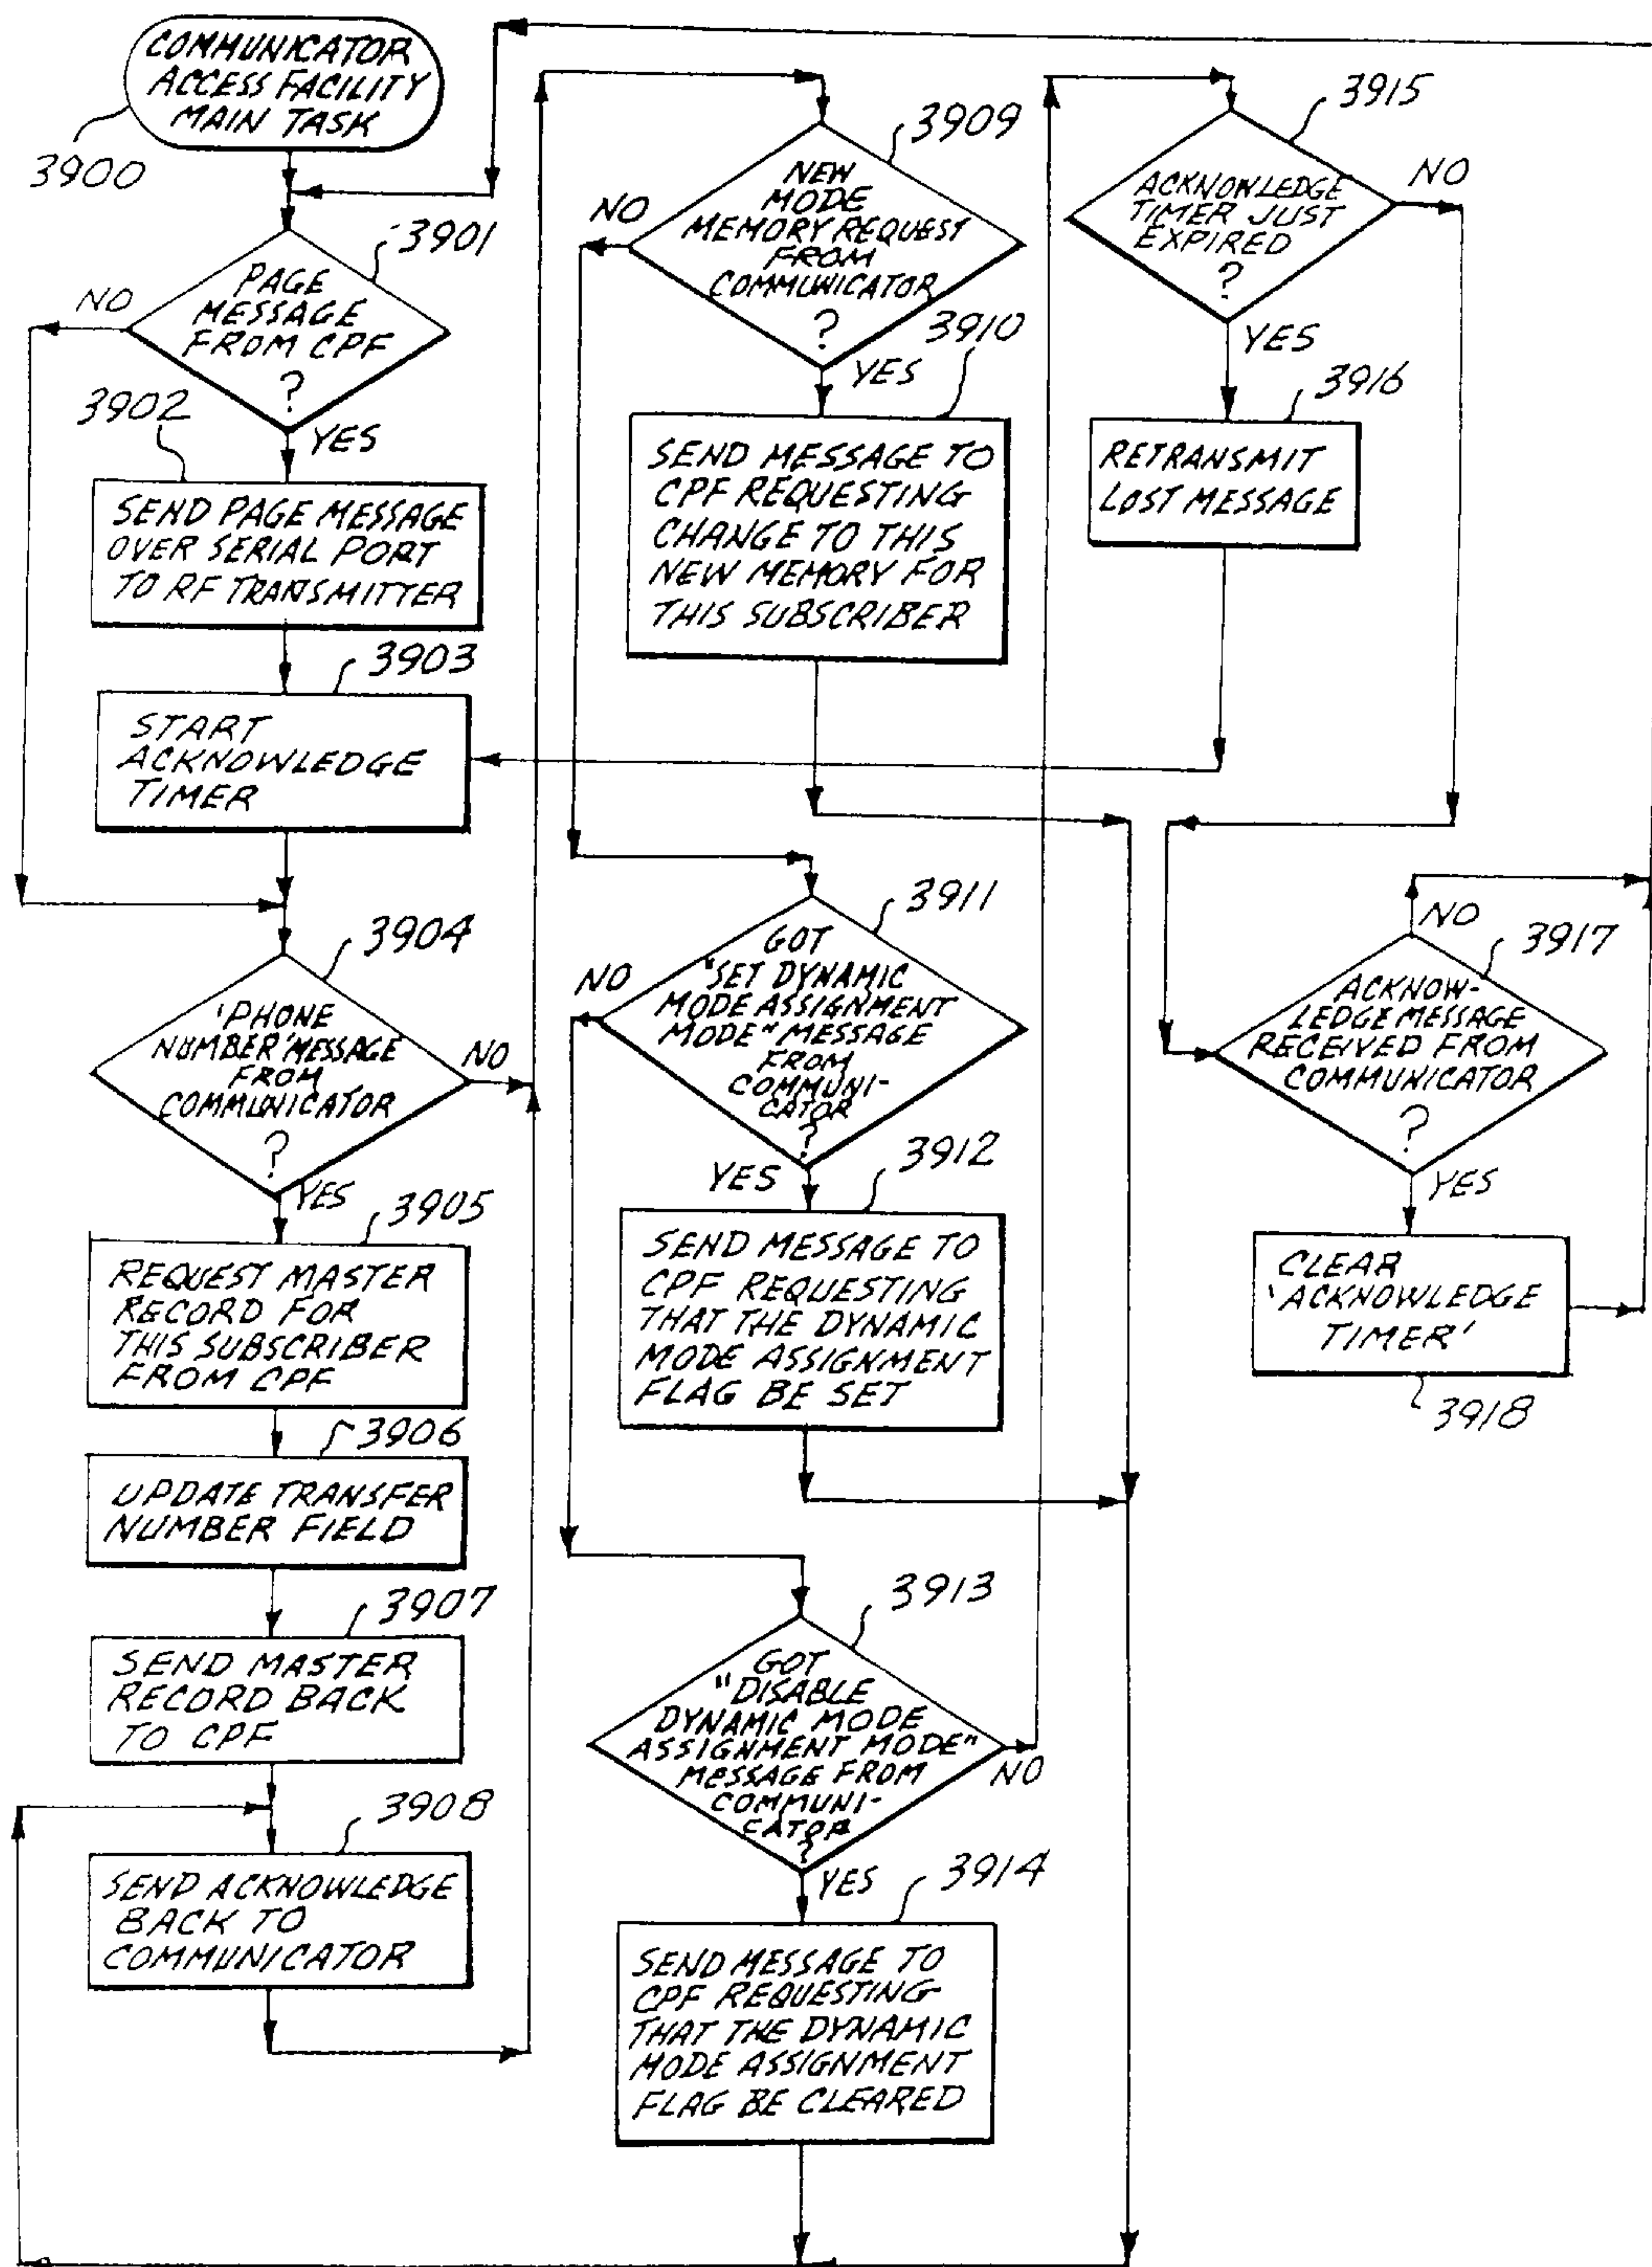 COMMUNICATOR
ACCESS FACILITY
MAIN TASK
3900
3901
PAGE
MESSAGE
FROM CPF
?
NO
YES
3902
SEND PAGE MESSAGE
OVER SERIAL PORT
TO RF TRANSMITTER
3903
START
ACKNOWLEDGE
TIMER
3904
'PHONE
NUMBER' MESSAGE
FROM
COMMUNICATOR
?
NO
YES
3905
REQUEST MASTER
RECORD FOR
THIS SUBSCRIBER
FROM CPF
3906
UPDATE TRANSFER
NUMBER FIELD
3907
SEND MASTER
RECORD BACK
TO CPF
3908
SEND ACKNOWLEDGE
BACK TO
COMMUNICATOR
3909
NEW
MODE
MEMORY REQUEST
FROM
COMMUNICATOR
?
NO
YES
3910
SEND MESSAGE TO
CPF REQUESTING
CHANGE TO THIS
NEW MEMORY FOR
THIS SUBSCRIBER
3911
GOT
"SET DYNAMIC
MODE ASSIGNMENT
MODE" MESSAGE
FROM
COMMUNI-
CATOR
?
NO
YES
3912
SEND MESSAGE TO
CPF REQUESTING
THAT THE DYNAMIC
MODE ASSIGNMENT
FLAG BE SET
3913
GOT
"DISABLE
DYNAMIC MODE
ASSIGNMENT MODE"
MESSAGE FROM
COMMUNI-
CATOR
?
NO
YES
3914
SEND MESSAGE TO
CPF REQUESTING
THAT THE DYNAMIC
MODE ASSIGNMENT
FLAG BE CLEARED
3915
ACKNOWLEDGE
TIMER JUST
EXPIRED
?
NO
YES
3916
RETRANSMIT
LOST MESSAGE
3917
ACKNOW-
LEDGE MESSAGE
RECEIVED FROM
COMMUNICATOR
?
NO
YES
CLEAR
'ACKNOWLEDGE
TIMER'
3918